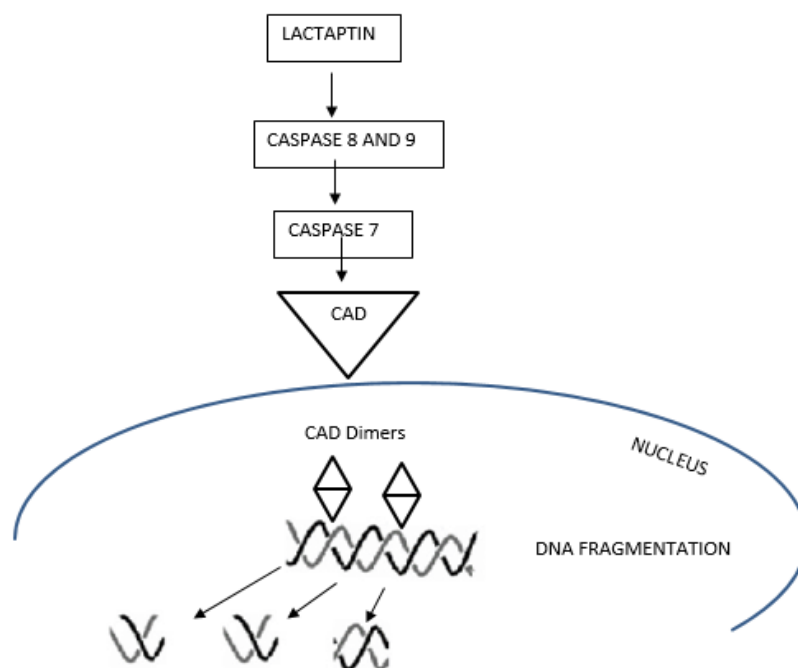 LACTAPTIN
CASPASE 8 AND 9
CASPASE 7
CAD
CAD Dimers
NUCLEUS
DNA FRAGMENTATION